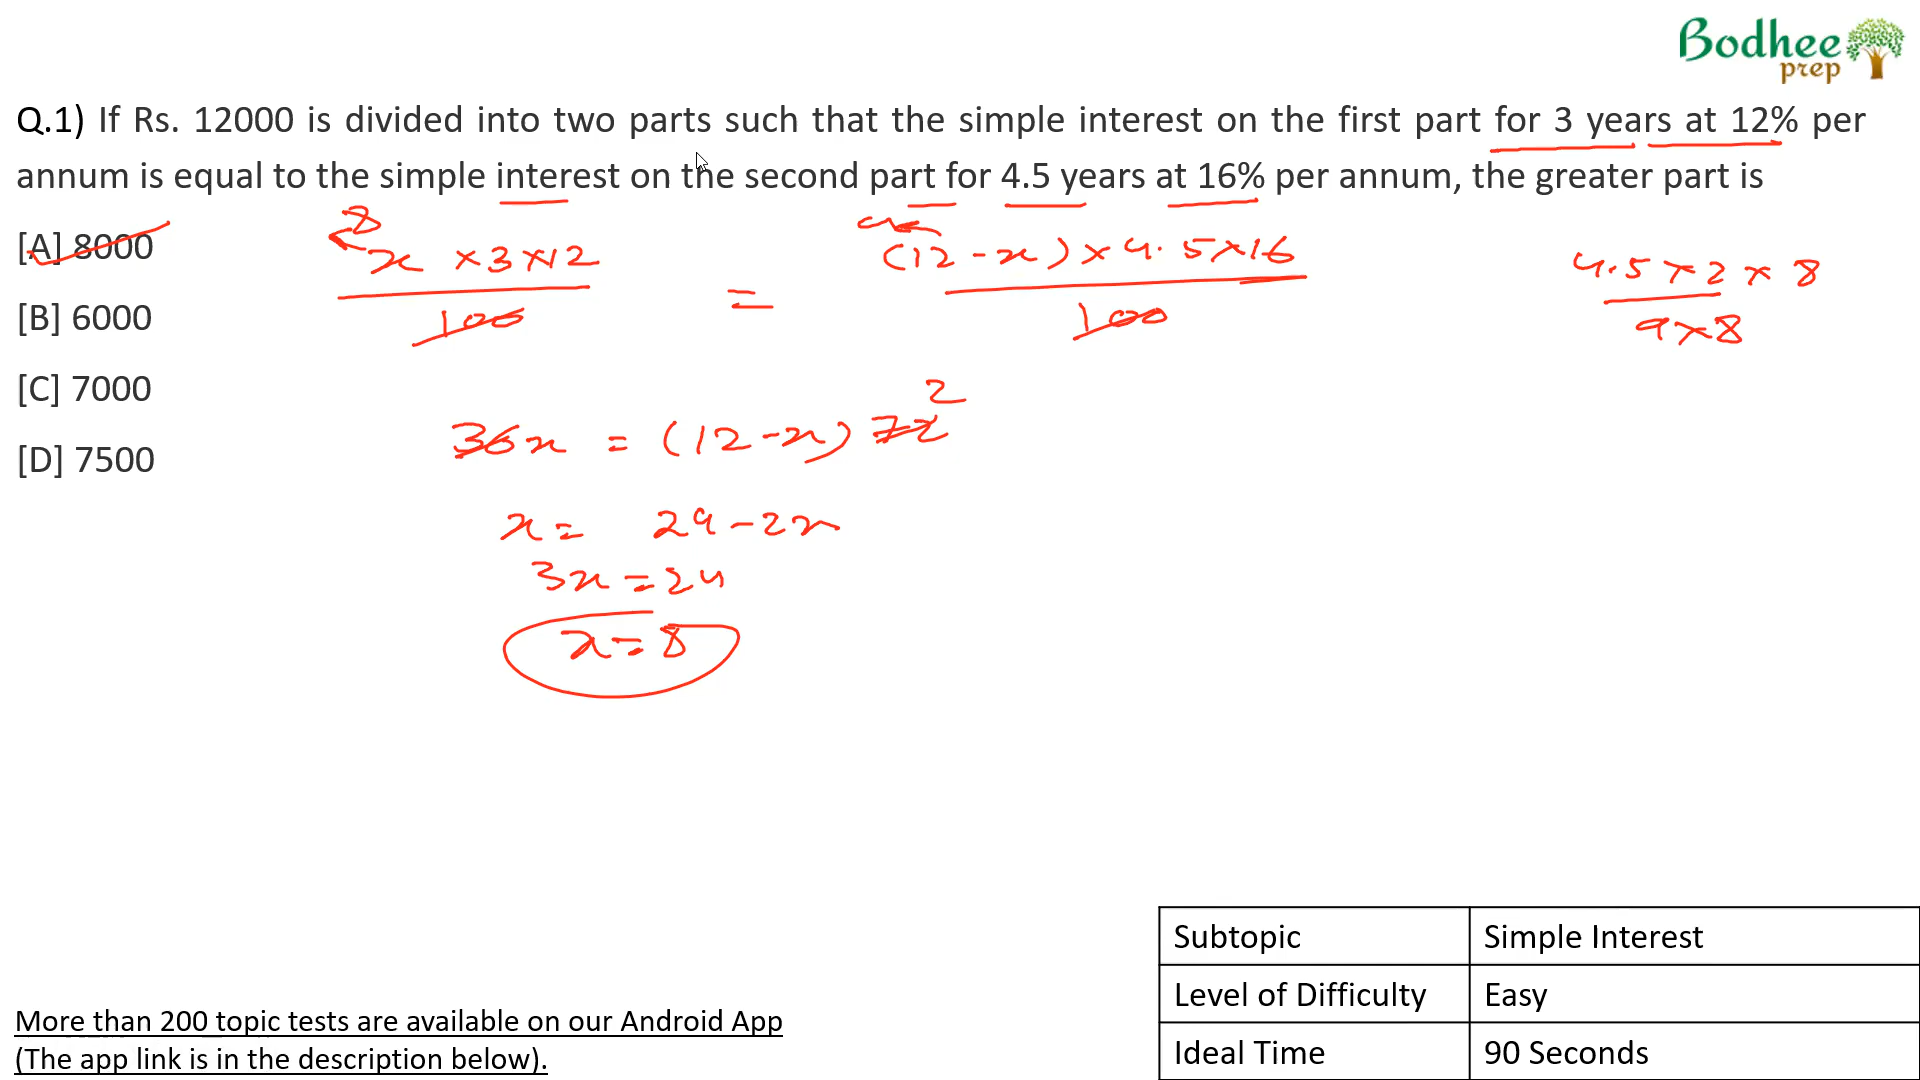 Bodhee
prep
Q.1) If Rs. 12000 is divided into two parts such that the simple interest on the first part for 3 years at 12% per
annum is equal to the simple interest on the second part for 4.5 years at 16% per annum, the greater part is
[A] 8000
[B] 6000
[C] 7000
[D] 7500
8
x × 3 × 12
100
=
4
(12 - x) × 4.5 × 16
100
4.5 × 2 × 8
9 × 8
2
36x = (12 - x) 72
x = 24 - 2x
3x = 24
x = 8
Subtopic Simple Interest
Level of Difficulty Easy
Ideal Time 90 Seconds
More than 200 topic tests are available on our Android App
(The app link is in the description below).